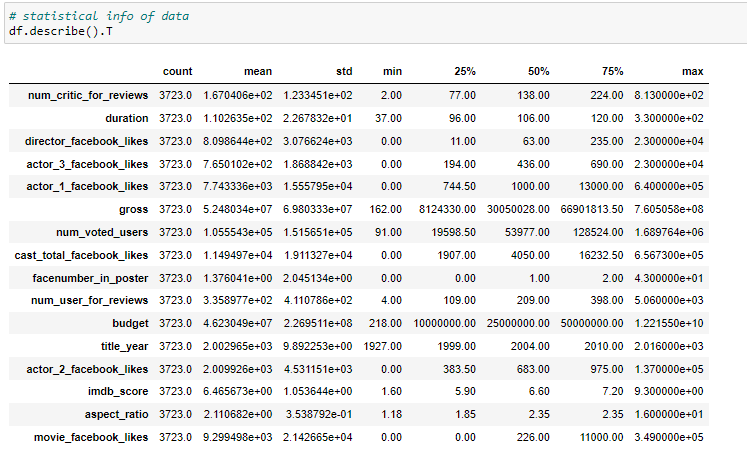 # statistical info of data
df.describe().T
count mean std min 25% 50% 75% max
num_critic_for_reviews 3723.0 1.670406e+02 1.233451e+02 2.00 77.00 138.00 224.00 8.130000e+02
duration 3723.0 1.102635e+02 2.267832e+01 37.00 96.00 106.00 120.00 3.300000e+02
director_facebook_likes 3723.0 8.098644e+02 3.076624e+03 0.00 11.00 63.00 235.00 2.300000e+04
actor_3_facebook_likes 3723.0 7.650102e+02 1.868842e+03 0.00 194.00 436.00 690.00 2.300000e+04
actor_1_facebook_likes 3723.0 7.743336e+03 1.555795e+04 0.00 744.50 1000.00 13000.00 6.400000e+05
gross 3723.0 5.248034e+07 6.980333e+07 162.00 8124330.00 30050028.00 66901813.50 7.605058e+08
num_voted_users 3723.0 1.055543e+05 1.515651e+05 91.00 19598.50 53977.00 128524.00 1.689764e+06
cast_total_facebook_likes 3723.0 1.149497e+04 1.911327e+04 0.00 1907.00 4050.00 16232.50 6.567300e+05
facenumber_in_poster 3723.0 1.376041e+00 2.045134e+00 0.00 0.00 1.00 2.00 4.300000e+01
num_user_for_reviews 3723.0 3.358977e+02 4.110786e+02 4.00 109.00 209.00 398.00 5.060000e+03
budget 3723.0 4.623049e+07 2.269511e+08 218.00 10000000.00 25000000.00 50000000.00 1.221550e+10
title_year 3723.0 2.002965e+03 9.892253e+00 1927.00 1999.00 2004.00 2010.00 2.016000e+03
actor_2_facebook_likes 3723.0 2.009926e+03 4.531151e+03 0.00 383.50 683.00 975.00 1.370000e+05
imdb_score 3723.0 6.465673e+00 1.053644e+00 1.60 5.90 6.60 7.20 9.300000e+00
aspect_ratio 3723.0 2.110682e+00 3.538792e-01 1.18 1.85 2.35 2.35 1.600000e+01
movie_facebook_likes 3723.0 9.299498e+03 2.142665e+04 0.00 0.00 226.00 11000.00 3.490000e+05